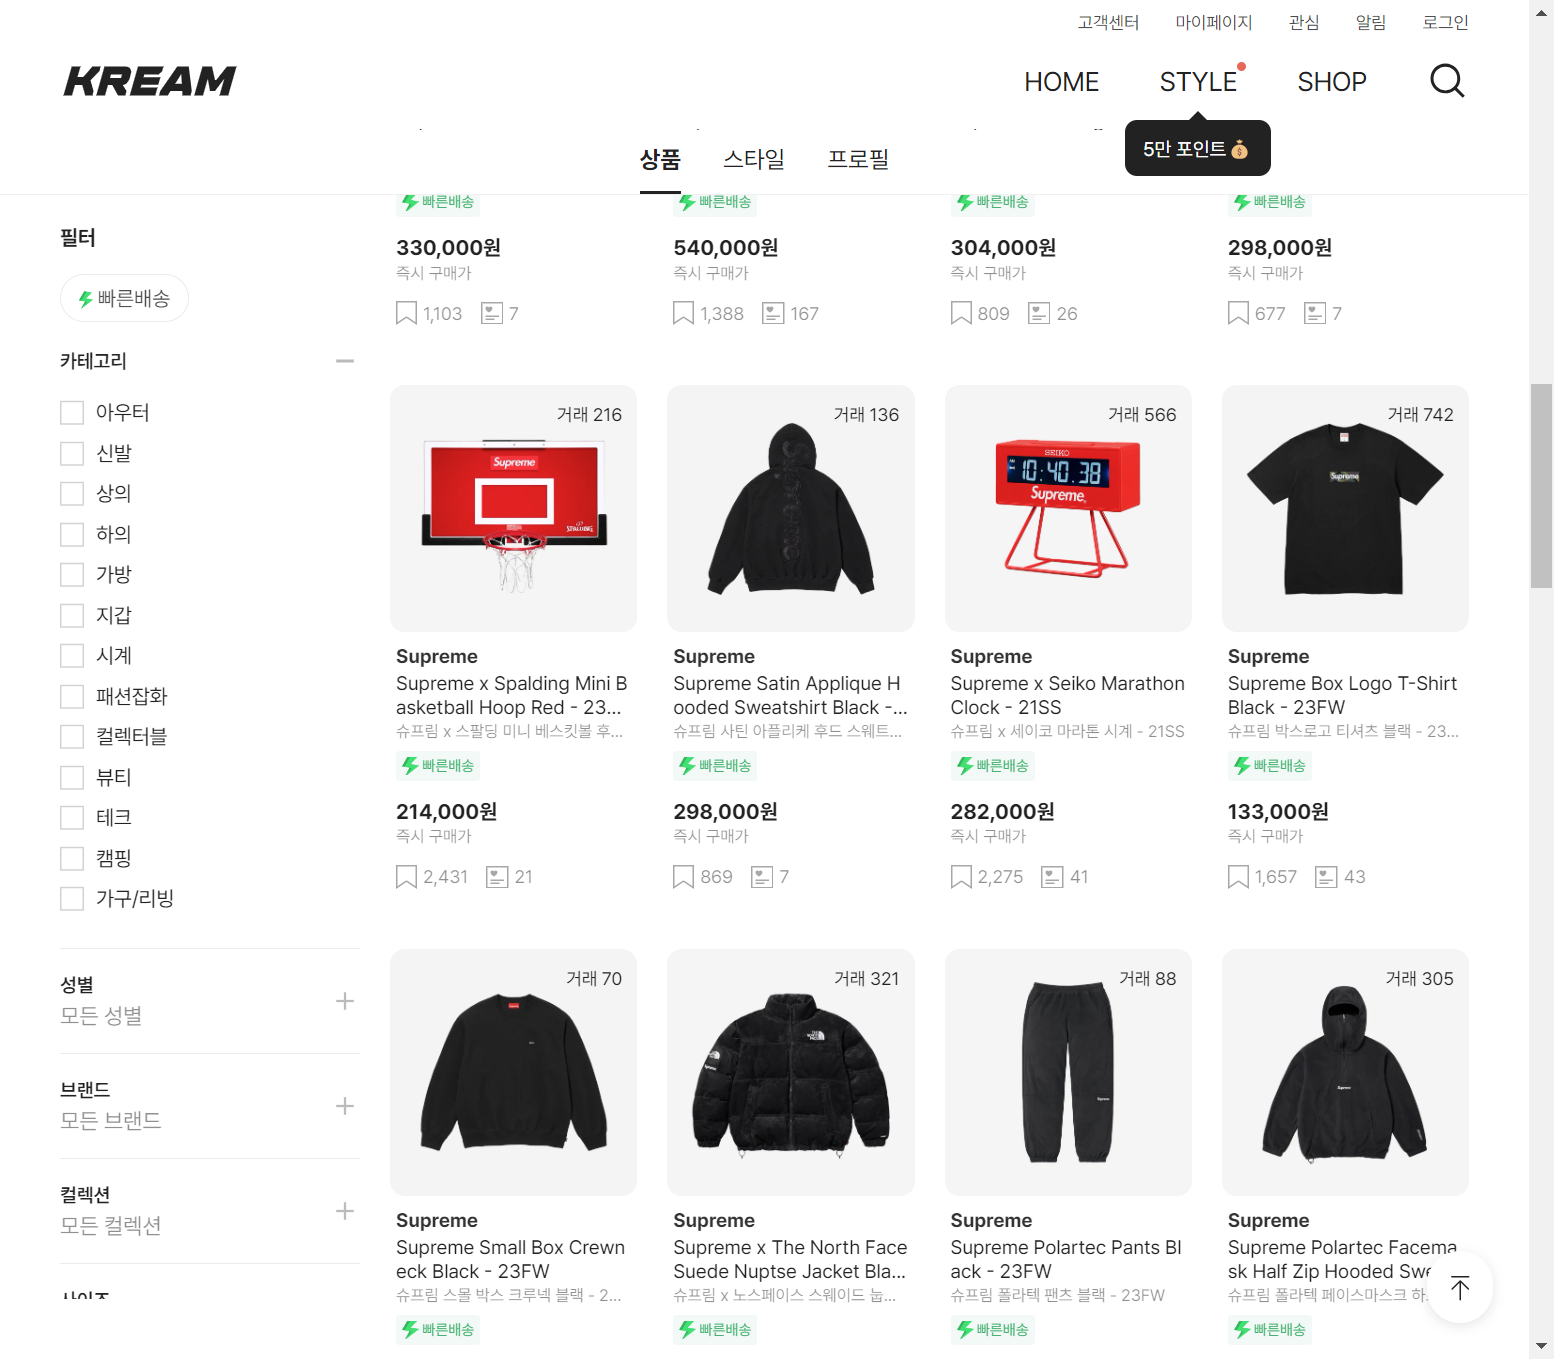 고객센터 마이페이지 관심 알림 로그인
KREAM
HOME STYLE SHOP
5만 포인트
상품 스타일 프로필
필터
빠른배송
카테고리
아우터
신발
상의
하의
가방
지갑
시계
패션잡화
컬렉터블
뷰티
테크
캠핑
가구/리빙
성별
모든 성별
브랜드
모든 브랜드
컬렉션
모든 컬렉션
빠른배송 빠른배송 빠른배송 빠른배송
330,000원 540,000원 304,000원 298,000원
즉시 구매가 즉시 구매가 즉시 구매가 즉시 구매가
1,103 7 1,388 167 809 26 677 7
거래 216
Supreme
SPALDING
Supreme
Supreme x Spalding Mini B
asketball Hoop Red - 23...
슈프림 x 스팔딩 미니 베스킷볼 후...
빠른배송
214,000원
즉시 구매가
2,431 21
거래 136
Supreme
Supreme Satin Applique H
ooded Sweatshirt Black -...
슈프림 사틴 아플리케 후드 스웨트...
빠른배송
298,000원
즉시 구매가
869 7
거래 566
SEIKO
10:40 38
Supreme
Supreme
Supreme x Seiko Marathon
Clock - 21SS
슈프림 x 세이코 마라톤 시계 - 21SS
빠른배송
282,000원
즉시 구매가
2,275 41
거래 742
Supreme
Supreme
Supreme Box Logo T-Shirt
Black - 23FW
슈프림 박스로고 티셔츠 블랙 - 23...
빠른배송
133,000원
즉시 구매가
1,657 43
거래 70
Supreme
Supreme Small Box Crewn
eck Black - 23FW
슈프림 스몰 박스 크루넥 블랙 - 2...
빠른배송
거래 321
Supreme
Supreme x The North Face
Suede Nuptse Jacket Bla...
슈프림 x 노스페이스 스웨이드 눕...
빠른배송
거래 88
Supreme
Supreme
Supreme Polartec Pants Bl
ack - 23FW
슈프림 폴라텍 팬츠 블랙 - 23FW
빠른배송
거래 305
Supreme
Supreme
Supreme Polartec Facema
sk Half Zip Hooded Swe
슈프림 폴라텍 페이스마스크 하
빠른배송